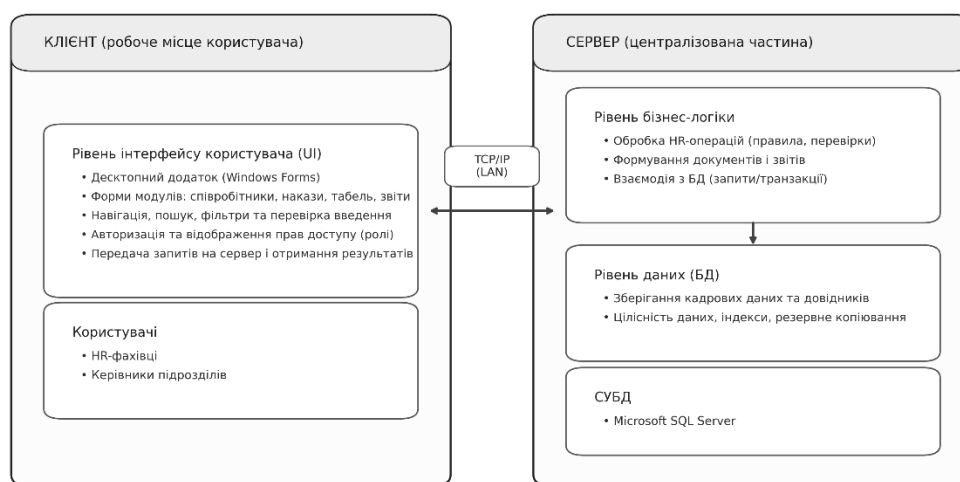 КЛІЄНТ (робоче місце користувача)
Рівень інтерфейсу користувача (UI)
• Десктопний додаток (Windows Forms)
• Форми модулів: співробітники, накази, табель, звіти
• Навігація, пошук, фільтри та перевірка введення
• Авторизація та відображення прав доступу (ролі)
• Передача запитів на сервер і отримання результатів
Користувачі
• HR-фахівці
• Керівники підрозділів
TCP/IP
(LAN)
СЕРВЕР (централізована частина)
Рівень бізнес-логіки
• Обробка HR-операцій (правила, перевірки)
• Формування документів і звітів
• Взаємодія з БД (запити/транзакції)
Рівень даних (БД)
• Зберігання кадрових даних та довідників
• Цілісність даних, індекси, резервне копіювання
СУБД
• Microsoft SQL Server